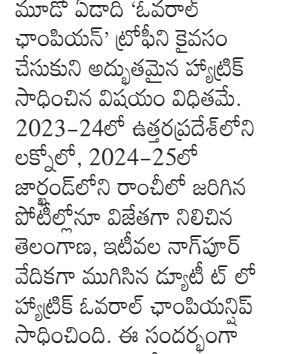 మూడో ఏడాది ‘ఓవరాల్
ఛాంపియన్’ ట్రోఫీని కైవసం
చేసుకుని అద్భుతమైన హ్యాట్రిక్
సాధించిన విషయం విధితమే.
2023–24లో ఉత్తరప్రదేశ్‌లోని
లక్నోలో, 2024–25లో
జార్ఖండ్‌లోని రాంచీలో జరిగిన
పోటీల్లోనూ విజేతగా నిలిచిన
తెలంగాణ, ఇటీవల నాగ్‌పూర్
వేదికగా ముగిసిన డ్యూటీ ట్ లో
హ్యాట్రిక్ ఓవరాల్ ఛాంపియన్షిప్
సాధించింది. ఈ సందర్భంగా